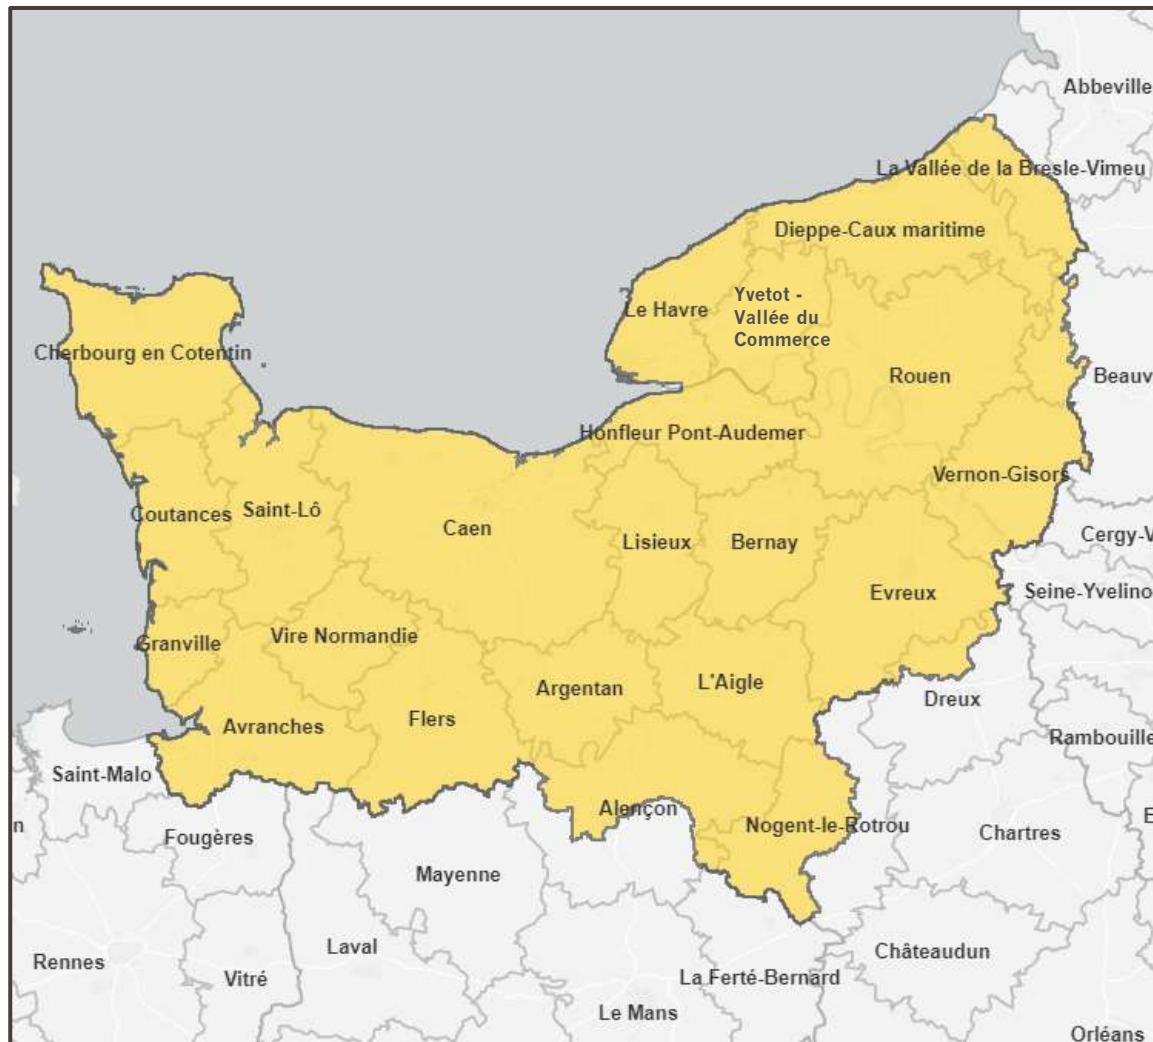 Abbeville
La Vallée de la Bresle-Vimeu
Dieppe-Caux maritime
Le Havre
Yvetot -
Vallée du
Commerce
Cherbourg en Cotentin
Rouen
Beauv
Honfleur Pont-Audemer
Vernon-Gisors
Coutances
Saint-Lô
Caen
Lisieux
Bernay
Cergy-V
Evreux
Seine-Yvelino
Granville
Vire Normandie
Argentan
L'Aigle
Dreux
Avranches
Flers
Rambouille
Saint-Malo
Alençon
Nogent-le-Rotrou
n
Fougères
Chartres
E
Mayenne
Laval
Châteaudun
Rennes
Vitré
La Ferté-Bernard
Le Mans
Orléans